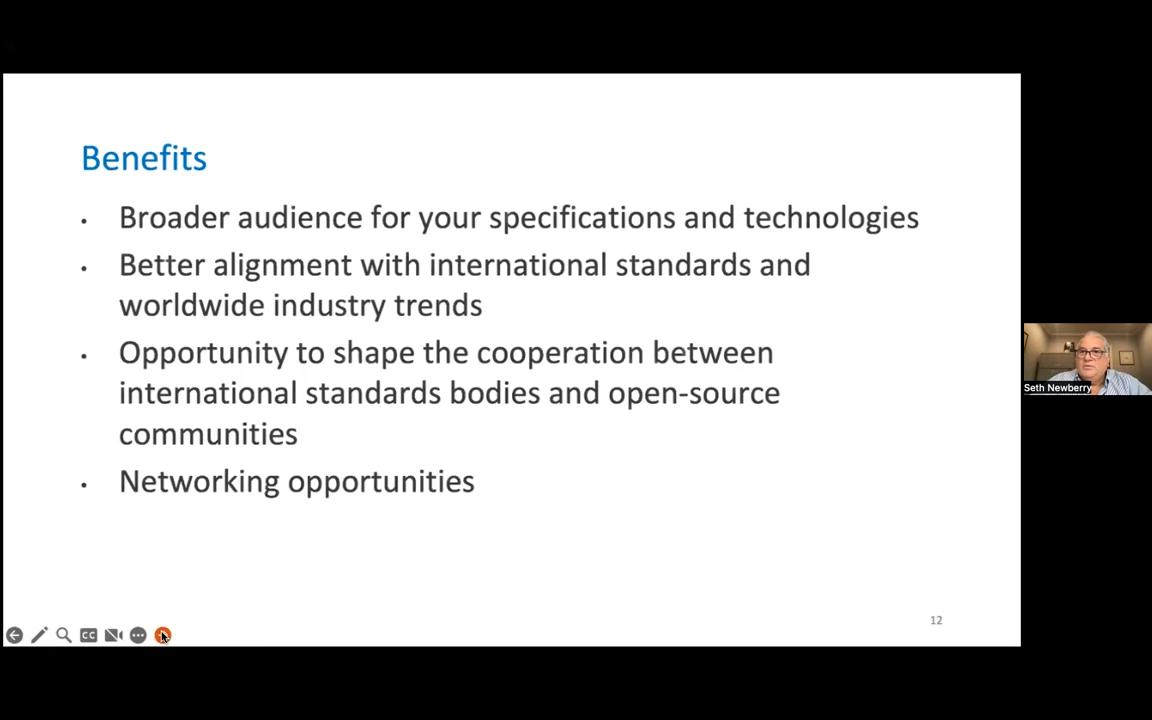 Benefits
• Broader audience for your specifications and technologies
• Better alignment with international standards and
worldwide industry trends
• Opportunity to shape the cooperation between
international standards bodies and open-source
communities
• Networking opportunities
Seth Newberry
12
CC